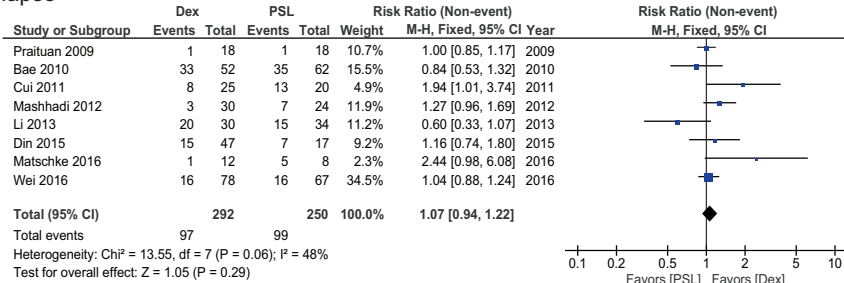 Dex PSL Risk Ratio (Non-event) Risk Ratio (Non-event)
Study or Subgroup Events Total Events Total Weight M-H, Fixed, 95% CI Year M-H, Fixed, 95% CI
Praituan 2009 1 18 1 18 10.7% 1.00 [0.85, 1.17] 2009
Bae 2010 33 52 35 62 15.5% 0.84 [0.53, 1.32] 2010
Cui 2011 8 25 13 20 4.9% 1.94 [1.01, 3.74] 2011
Mashhadi 2012 3 30 7 24 11.4% 1.27 [0.96, 1.69] 2012
Li 2013 20 30 15 34 11.2% 0.60 [0.33, 1.07] 2013
Din 2015 15 47 7 17 9.2% 1.16 [0.74, 1.80] 2015
Matschke 2016 1 12 5 8 2.3% 2.44 [0.98, 6.08] 2016
Wei 2016 16 78 16 67 34.5% 1.04 [0.88, 1.24] 2016
Total (95% CI) 292 250 100.0% 1.07 [0.94, 1.22]
Total events 97 99
Heterogeneity: Chi² = 13.55, df = 7 (P = 0.06); I² = 48%
Test for overall effect: Z = 1.05 (P = 0.29)
0.1 0.2 0.5 1 2 5 10
Favors [PSL] Favors [Dex]